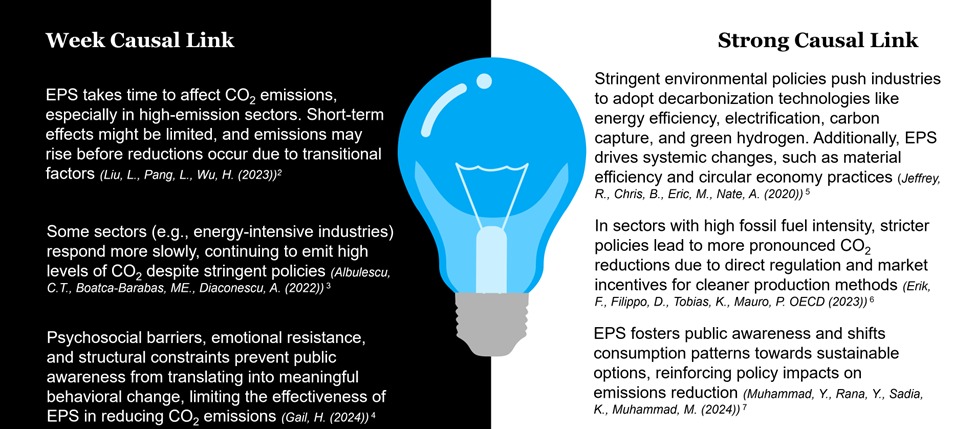 Week Causal Link
EPS takes time to affect CO₂ emissions,
especially in high-emission sectors. Short-term
effects might be limited, and emissions may
rise before reductions occur due to transitional
factors (Liu, L., Pang, L., Wu, H. (2023))²
Some sectors (e.g., energy-intensive industries)
respond more slowly, continuing to emit high
levels of CO₂ despite stringent policies (Albulescu,
C.T., Boatca-Barabas, ME., Diaconescu, A. (2022)) ³
Psychosocial barriers, emotional resistance,
and structural constraints prevent public
awareness from translating into meaningful
behavioral change, limiting the effectiveness of
EPS in reducing CO₂ emissions (Gail, H. (2024)) ⁴
Strong Causal Link
Stringent environmental policies push industries
to adopt decarbonization technologies like
energy efficiency, electrification, carbon
capture, and green hydrogen. Additionally, EPS
drives systemic changes, such as material
efficiency and circular economy practices (Jeffrey,
R., Chris, B., Eric, M., Nate, A. (2020)) ⁵
In sectors with high fossil fuel intensity, stricter
policies lead to more pronounced CO₂
reductions due to direct regulation and market
incentives for cleaner production methods (Erik,
F., Filippo, D., Tobias, K., Mauro, P. OECD (2023)) ⁶
EPS fosters public awareness and shifts
consumption patterns towards sustainable
options, reinforcing policy impacts on
emissions reduction (Muhammad, Y., Rana, Y., Sadia,
K., Muhammad, M. (2024)) ⁷